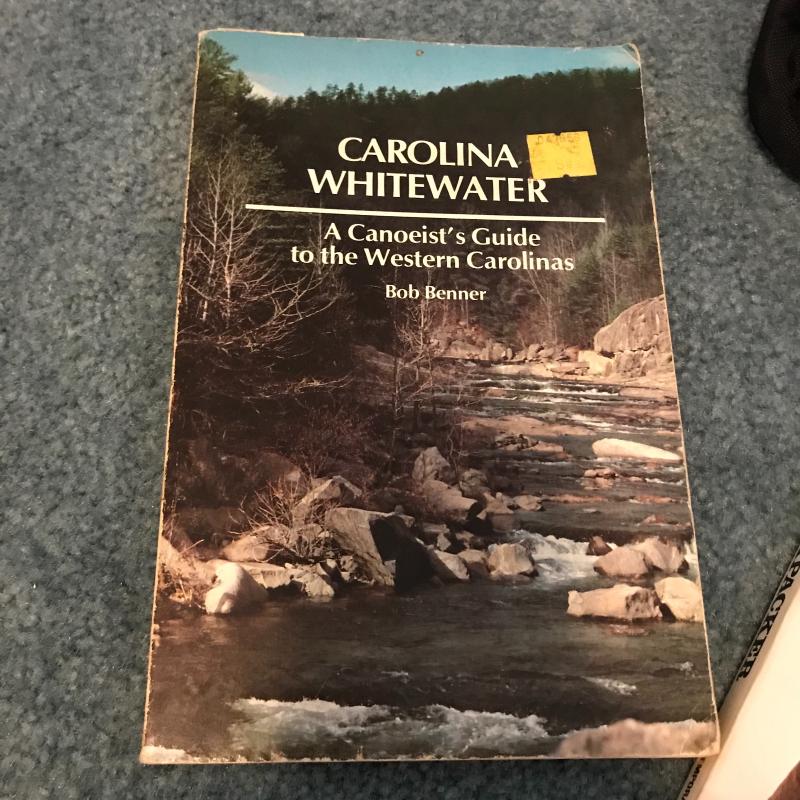 CAROLINA
WHITEWATER
A Canoeist's Guide
to the Western Carolinas
Bob Benner